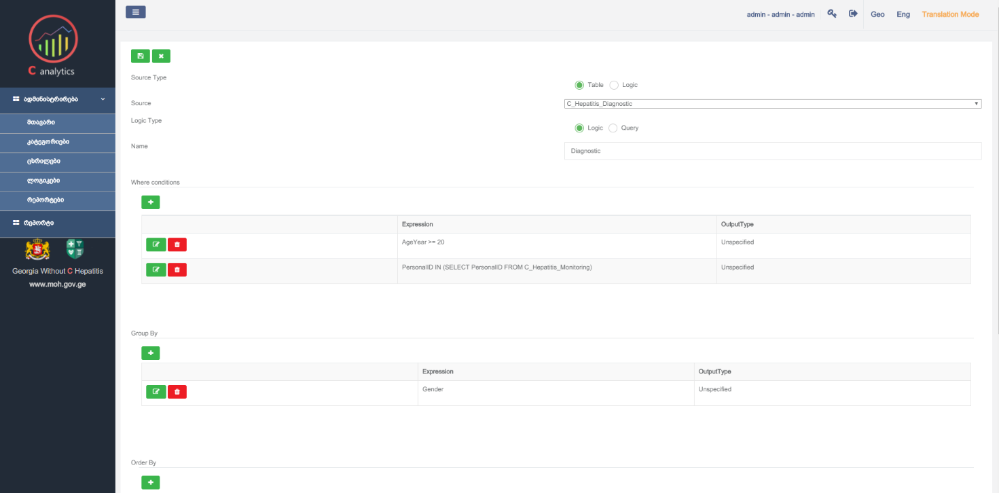 admin - admin - admin
Geo
Eng
Translation Mode
C analytics
ადმინისტრირება
მთავარი
კატეგორიები
ცხრილები
ლოგიკები
რეპორტები
რეპორტი
Georgia Without C Hepatitis
www.moh.gov.ge
Source Type
Table Logic
Source
C_Hepatitis_Diagnostic
Logic Type
Logic Query
Name
Diagnostic
Where conditions
Expression OutputType
AgeYear >= 20 Unspecified
PersonalID IN (SELECT PersonalID FROM C_Hepatitis_Monitoring) Unspecified
Group By
Expression OutputType
Gender Unspecified
Order By